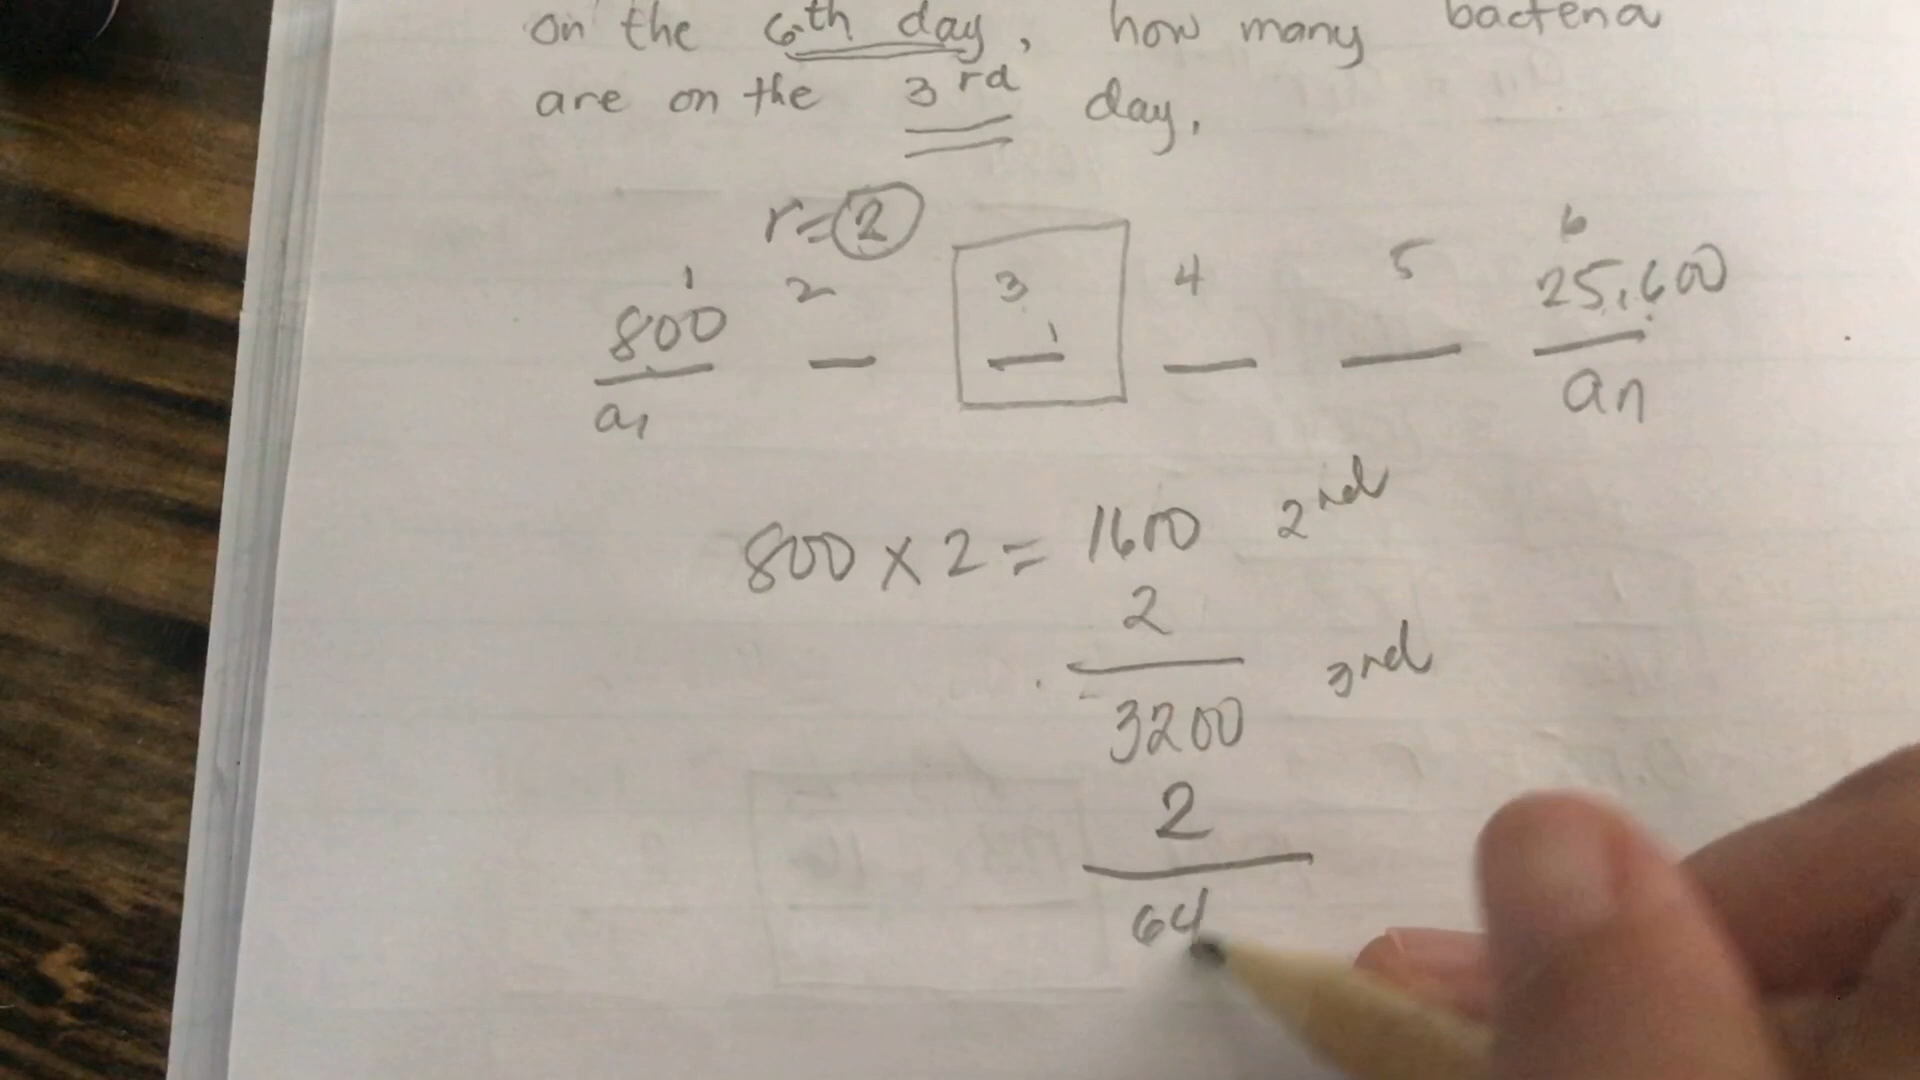 on the 6th day, how many bacteria
are on the 3rd day,
r=2
1 2 3 4 5 6
800 25,600
a1 an
800 x 2 = 1600 2nd
2
3rd
3200
2
64